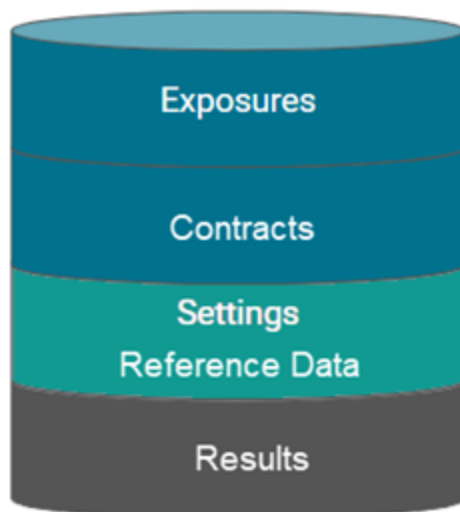 Exposures
Contracts
Settings
Reference Data
Results